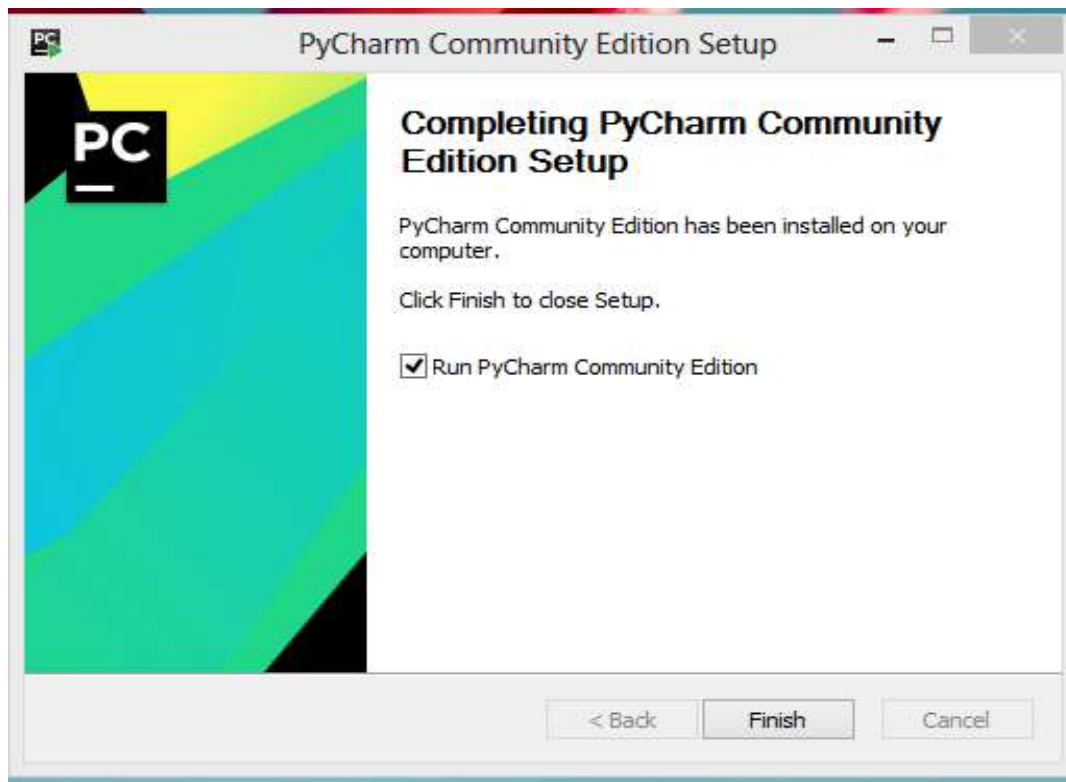 PC
PyCharm Community Edition Setup
PC
Completing PyCharm Community
Edition Setup
PyCharm Community Edition has been installed on your
computer.
Click Finish to close Setup.
Run PyCharm Community Edition
< Back
Finish
Cancel